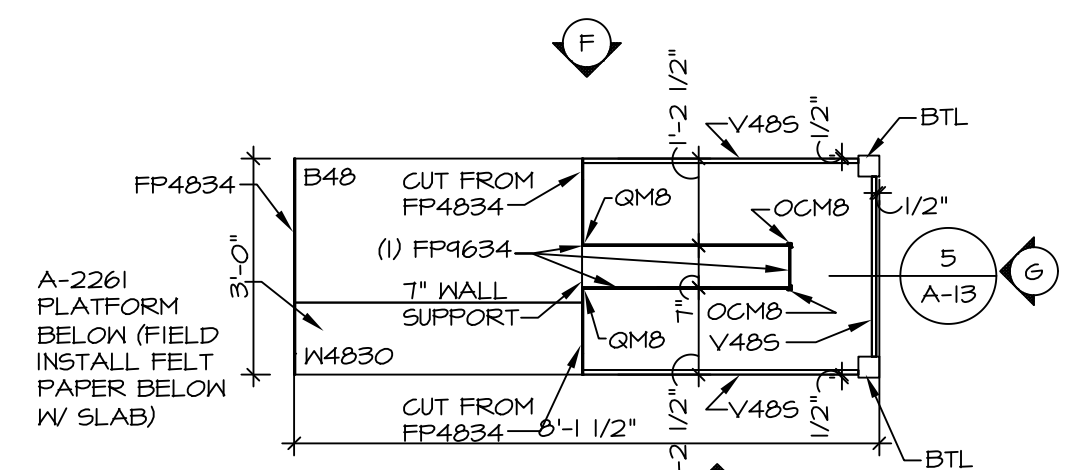 F
1'-2 1/2"
V48S
1/2"
BTL
FP4834
B48
CUT FROM
FP4834
QM8
OCM8
1/2"
(1) FP9634
3'-0"
A-2261
PLATFORM
BELOW (FIELD
INSTALL FELT
PAPER BELOW
W/ SLAB)
7" WALL
SUPPORT
7"
OCM8
V48S
5
A-13
G
W4830
QM8
CUT FROM
FP4834
8'-1 1/2"
-2 1/2"
V48S
1/2"
BTL